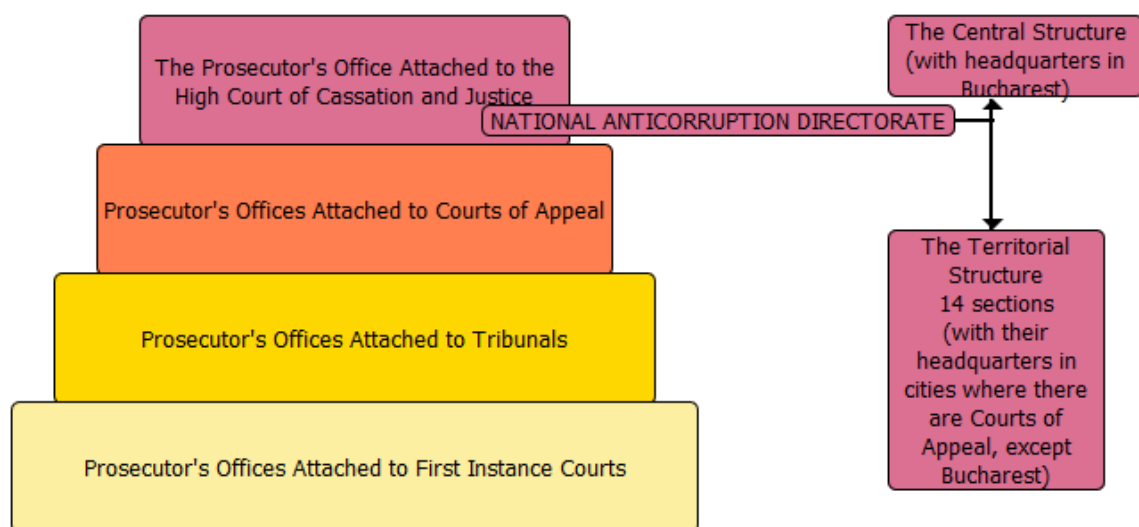 The Prosecutor's Office Attached to the
High Court of Cassation and Justice
NATIONAL ANTICORRUPTION DIRECTORATE
The Central Structure
(with headquarters in
Bucharest)
Prosecutor's Offices Attached to Courts of Appeal
Prosecutor's Offices Attached to Tribunals
Prosecutor's Offices Attached to First Instance Courts
The Territorial
Structure
14 sections
(with their
headquarters in
cities where there
are Courts of
Appeal, except
Bucharest)